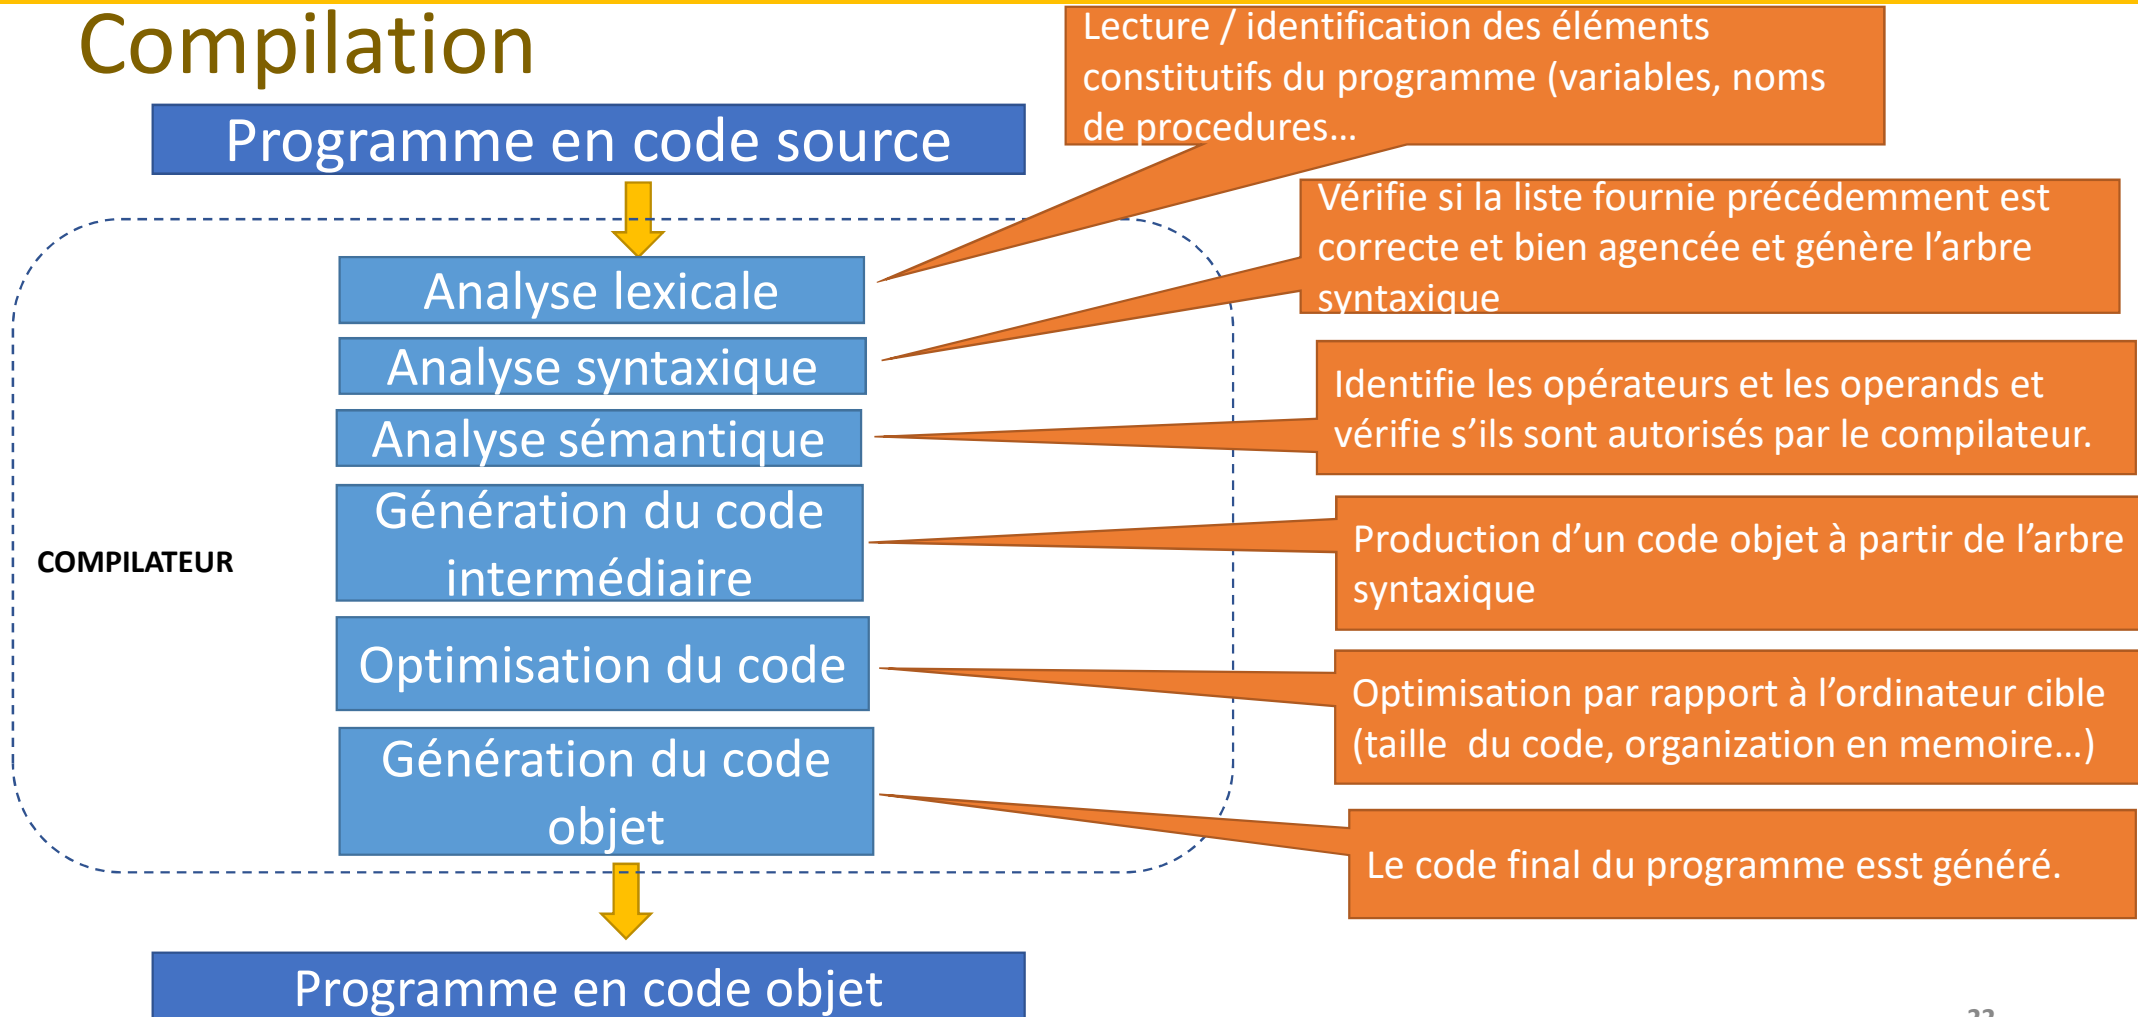 Compilation
Programme en code source
Lecture / identification des éléments
constitutifs du programme (variables, noms
de procedures...
Vérifie si la liste fournie précédemment est
correcte et bien agencée et génère l'arbre
syntaxique
Analyse lexicale
Analyse syntaxique
Identifie les opérateurs et les operands et
vérifie s'ils sont autorisés par le compilateur.
Analyse sémantique
Génération du code
intermédiaire
COMPILATEUR
Production d'un code objet à partir de l'arbre
syntaxique
Optimisation du code
Optimisation par rapport à l'ordinateur cible
(taille du code, organization en memoire...)
Génération du code
objet
Le code final du programme esst généré.
Programme en code objet